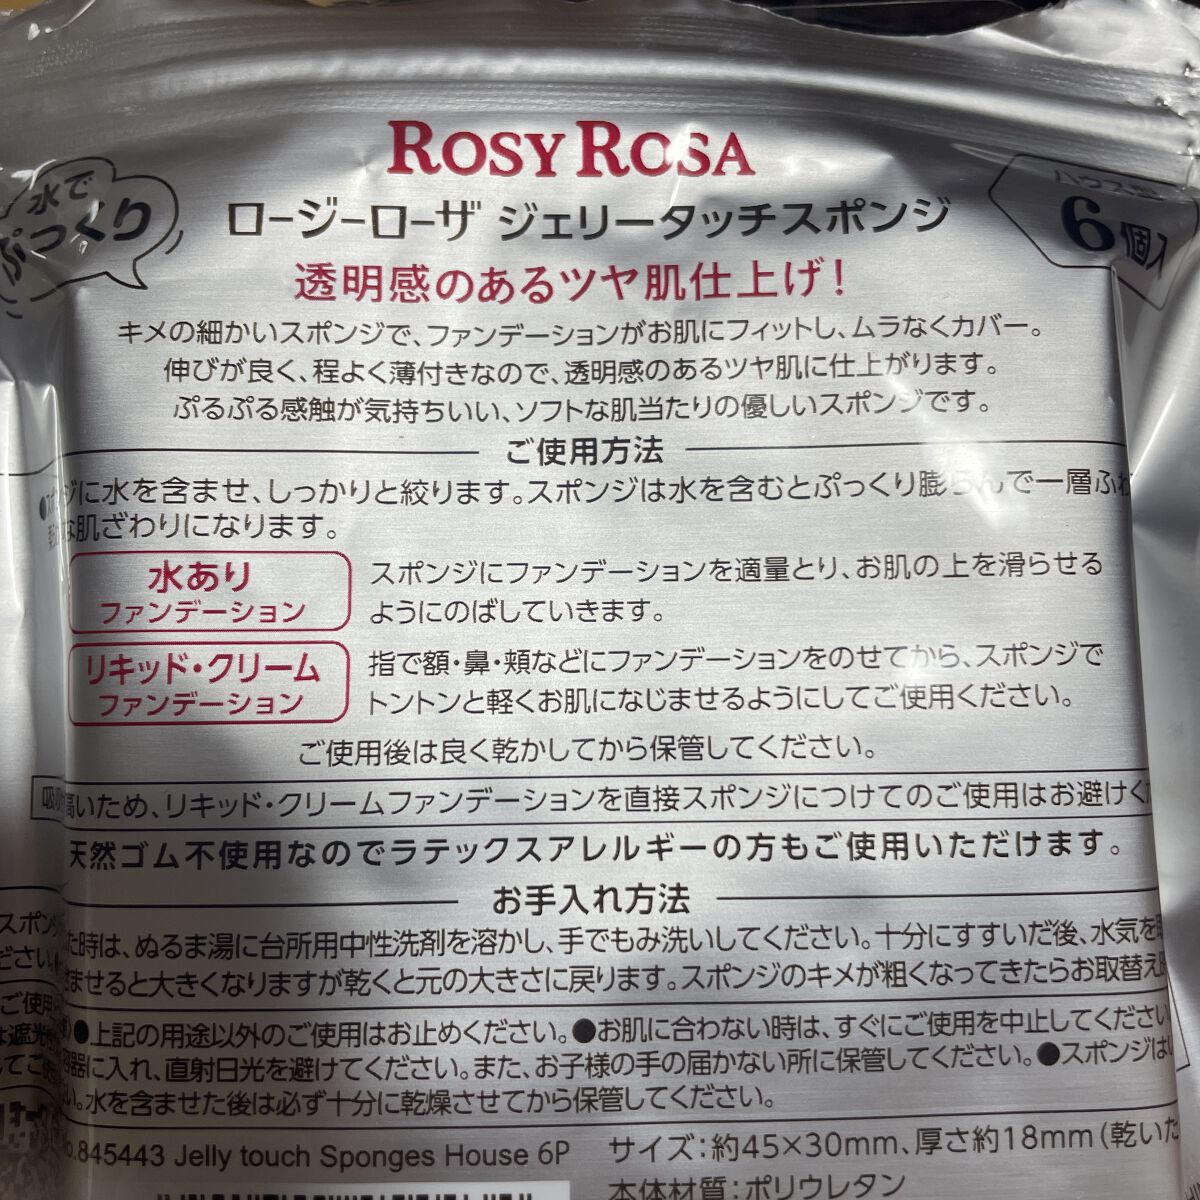 ROSY ROSA
水で
ぷっくり
ロージーローザ ジェリータッチスポンジ
6個入
透明感のあるツヤ肌仕上げ!
キメの細かいスポンジで、ファンデーションがお肌にフィットし、ムラなくカバー。
伸びが良く、程よく薄付きなので、透明感のあるツヤ肌に仕上がります。
ぷるぷる感触が気持ちいい、ソフトな肌当たりの優しいスポンジです。
ご使用方法
ジに水を含ませ、しっかりと絞ります。スポンジは水を含むとぷっくり膨らんで一層ふわ
な肌ざわりになります。
水あり
ファンデーション
スポンジにファンデーションを適量とり、お肌の上を滑らせる
ようにのばしていきます。
リキッド・クリーム
ファンデーション
指で額・鼻・頬などにファンデーションをのせてから、スポンジで
トントンと軽くお肌になじませるようにしてご使用ください。
ご使用後は良く乾かしてから保管してください。
高いため、リキッド・クリームファンデーションを直接スポンジにつけてのご使用はお避けくだ
天然ゴム不使用なのでラテックスアレルギーの方もご使用いただけます。
お手入れ方法
た時は、ぬるま湯に台所用中性洗剤を溶かし、手でもみ洗いしてください。十分にすすいだ後、水気を
ませると大きくなりますが乾くと元の大きさに戻ります。スポンジのキメが粗くなってきたらお取替え
●上記の用途以外のご使用はお止めください。●お肌に合わない時は、すぐにご使用を中止してください
容器に入れ、直射日光を避けてください。また、お子様の手の届かない所に保管してください。●スポンジは
い。水を含ませた後は必ず十分に乾燥させてから保管してください。
o.845443 Jelly touch Sponges House 6P
サイズ:約45×30mm、厚さ約18mm(乾いた
本体材質:ポリウレタン